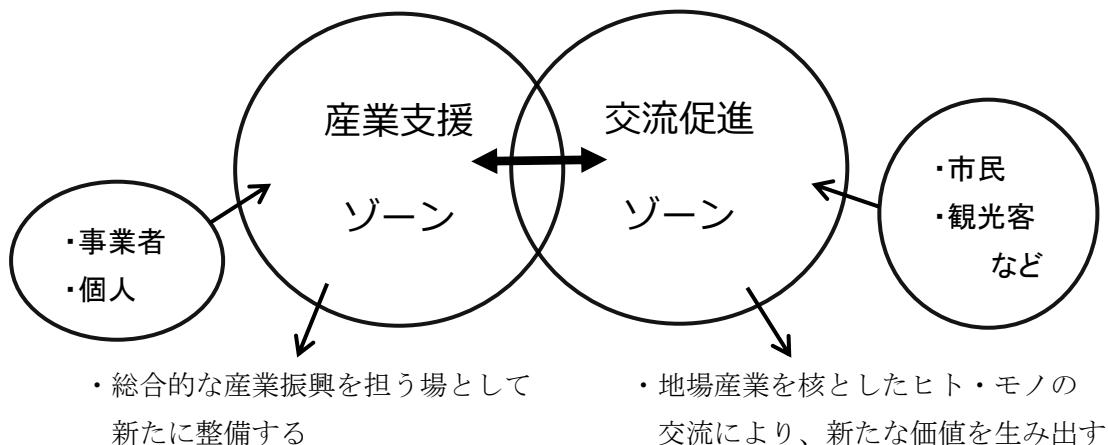 産業支援
ゾーン
交流促進
ゾーン
・事業者
・個人
・市民
・観光客
など
・総合的な産業振興を担う場として
新たに整備する
・地場産業を核としたヒト・モノの
交流により、新たな価値を生み出す